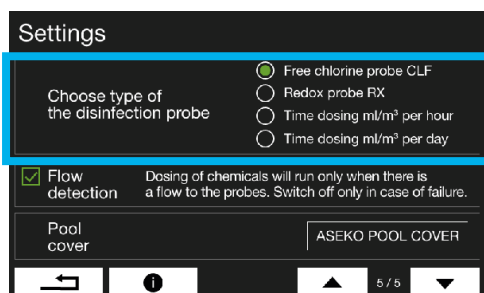 Settings
Choose type of
the disinfection probe
Free chlorine probe CLF
Redox probe RX
Time dosing ml/m³ per hour
Time dosing ml/m³ per day
Flow
detection
Dosing of chemicals will run only when there is
a flow to the probes. Switch off only in case of failure.
Pool
cover
ASEKO POOL COVER
5/5